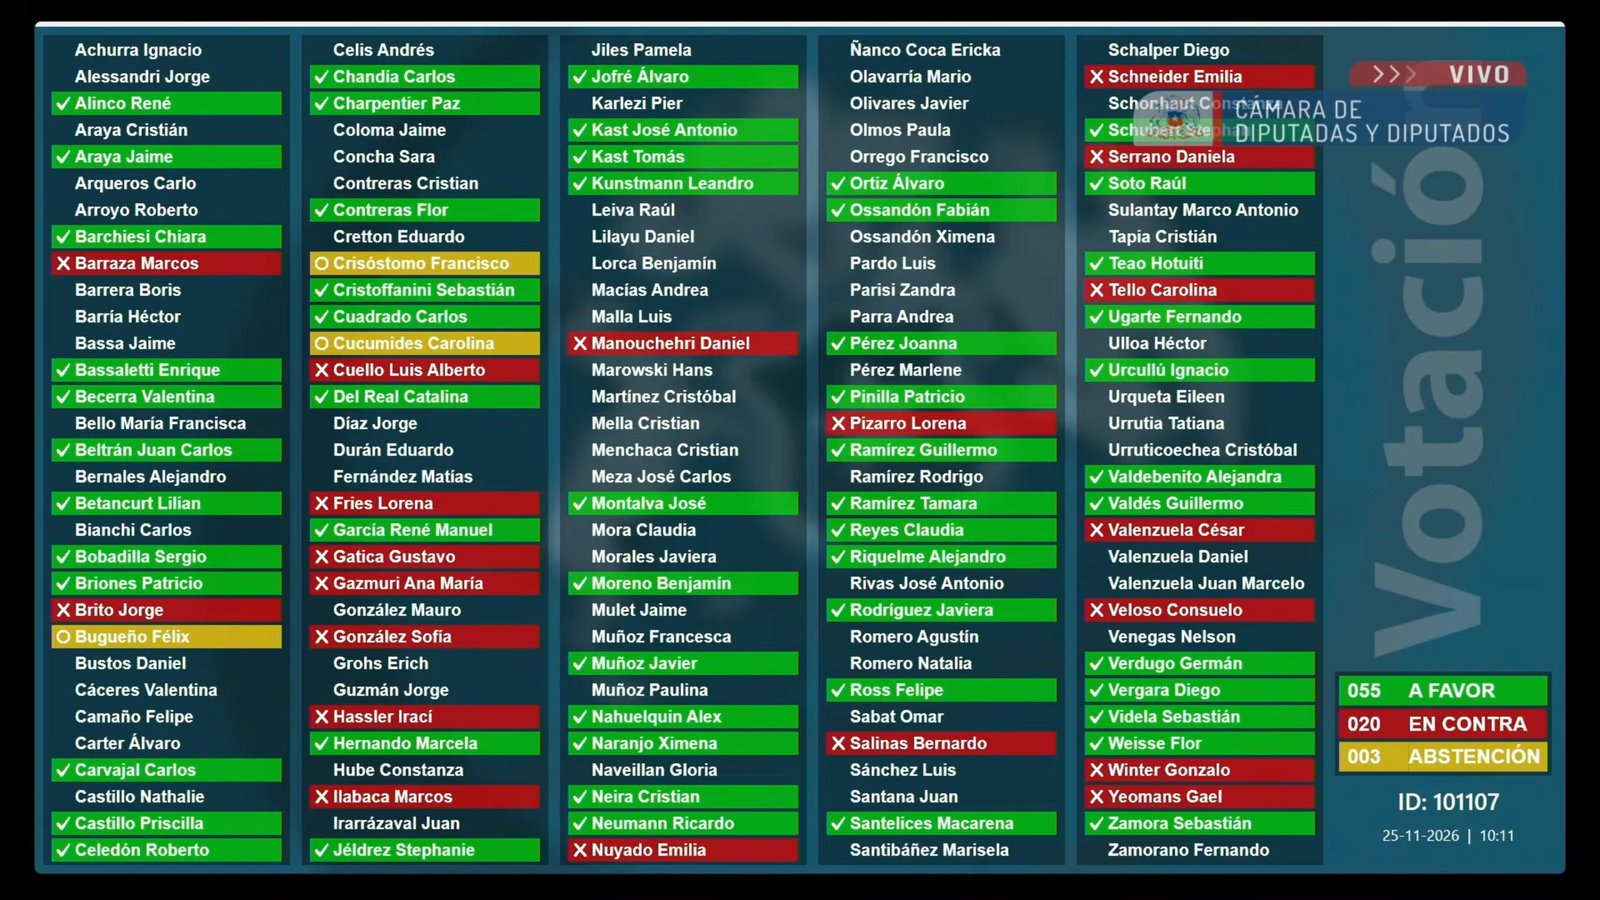 Achurra Ignacio
Alessandri Jorge
Alinco René
Araya Cristián
Araya Jaime
Arqueros Carlo
Arroyo Roberto
Barchiesi Chiara
Barraza Marcos
Barrera Boris
Barría Héctor
Bassa Jaime
Bassaletti Enrique
Becerra Valentina
Bello María Francisca
Beltrán Juan Carlos
Bernales Alejandro
Betancurt Lilian
Bianchi Carlos
Bobadilla Sergio
Briones Patricio
Brito Jorge
Bugueño Félix
Bustos Daniel
Cáceres Valentina
Camaño Felipe
Carter Álvaro
Carvajal Carlos
Castillo Nathalie
Castillo Priscilla
Celedón Roberto
Celis Andrés
Chandía Carlos
Charpentier Paz
Coloma Jaime
Concha Sara
Contreras Cristian
Contreras Flor
Cretton Eduardo
Crisóstomo Francisco
Cristoffanini Sebastián
Cuadrado Carlos
Cucumides Carolina
Cuello Luis Alberto
Del Real Catalina
Díaz Jorge
Durán Eduardo
Fernández Matías
Fries Lorena
García René Manuel
Gatica Gustavo
Gazmuri Ana María
González Mauro
González Sofía
Grohs Erich
Guzmán Jorge
Hassler Irací
Hernando Marcela
Hube Constanza
Ilabaca Marcos
Irarrázaval Juan
Jéldrez Stephanie
Jiles Pamela
Jofré Álvaro
Karlezi Pier
Kast José Antonio
Kast Tomás
Kunstmann Leandro
Leiva Raúl
Lilayu Daniel
Lorca Benjamín
Macías Andrea
Malla Luis
Manouchehri Daniel
Marowski Hans
Martínez Cristóbal
Mella Cristian
Menchaca Cristian
Meza José Carlos
Montalva José
Mora Claudia
Morales Javiera
Moreno Benjamín
Mulet Jaime
Muñoz Francesca
Muñoz Javier
Muñoz Paulina
Nahuelquin Alex
Naranjo Ximena
Naveillan Gloria
Neira Cristian
Neumann Ricardo
Nuyado Emilia
Ñanco Coca Ericka
Olavarría Mario
Olivares Javier
Olmos Paula
Orrego Francisco
Ortiz Álvaro
Ossandón Fabián
Ossandón Ximena
Pardo Luis
Parisi Zandra
Parra Andrea
Pérez Joanna
Pérez Marlene
Pinilla Patricio
Pizarro Lorena
Ramírez Guillermo
Ramírez Rodrigo
Ramírez Tamara
Reyes Claudia
Riquelme Alejandro
Rivas José Antonio
Rodríguez Javiera
Romero Agustín
Romero Natalia
Ross Felipe
Sabat Omar
Salinas Bernardo
Sánchez Luis
Santana Juan
Santelices Macarena
Santibáñez Marisela
Schalper Diego
Schneider Emilia
Schonhaut Constanza
Schubert Stephan
Serrano Daniela
Soto Raúl
Sulantay Marco Antonio
Tapia Cristián
Teao Hotuiti
Tello Carolina
Ugarte Fernando
Ulloa Héctor
Urcullú Ignacio
Urqueta Eileen
Urrutia Tatiana
Urruticoechea Cristóbal
Valdebenito Alejandra
Valdés Guillermo
Valenzuela César
Valenzuela Daniel
Valenzuela Juan Marcelo
Veloso Consuelo
Venegas Nelson
Verdugo Germán
Vergara Diego
Videla Sebastián
Weisse Flor
Winter Gonzalo
Yeomans Gael
Zamora Sebastián
Zamorano Fernando
>>> VIVO
CÁMARA DE
DIPUTADAS Y DIPUTADOS
Votación
055 A FAVOR
020 EN CONTRA
003 ABSTENCIÓN
ID: 101107
25-11-2026 | 10:11